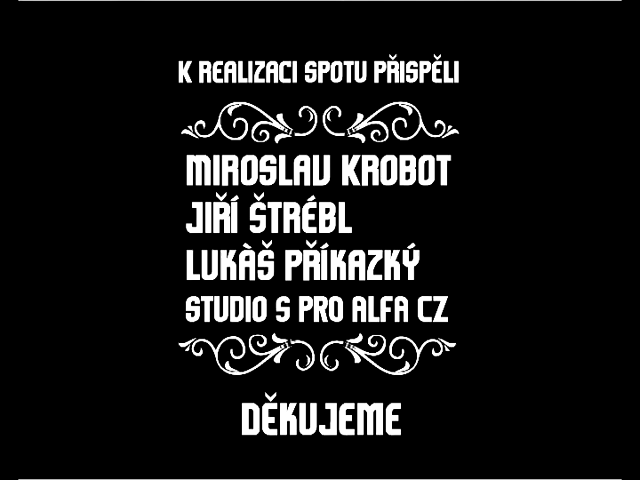 K REALIZACI SPOTU PŘISPĚLI
MIROSLAV KROBOT
JIŘÍ ŠTRÉBL
LUKÀŠ PŘÍKAZKÝ
STUDIO S PRO ALFA CZ
DĚKUJEME